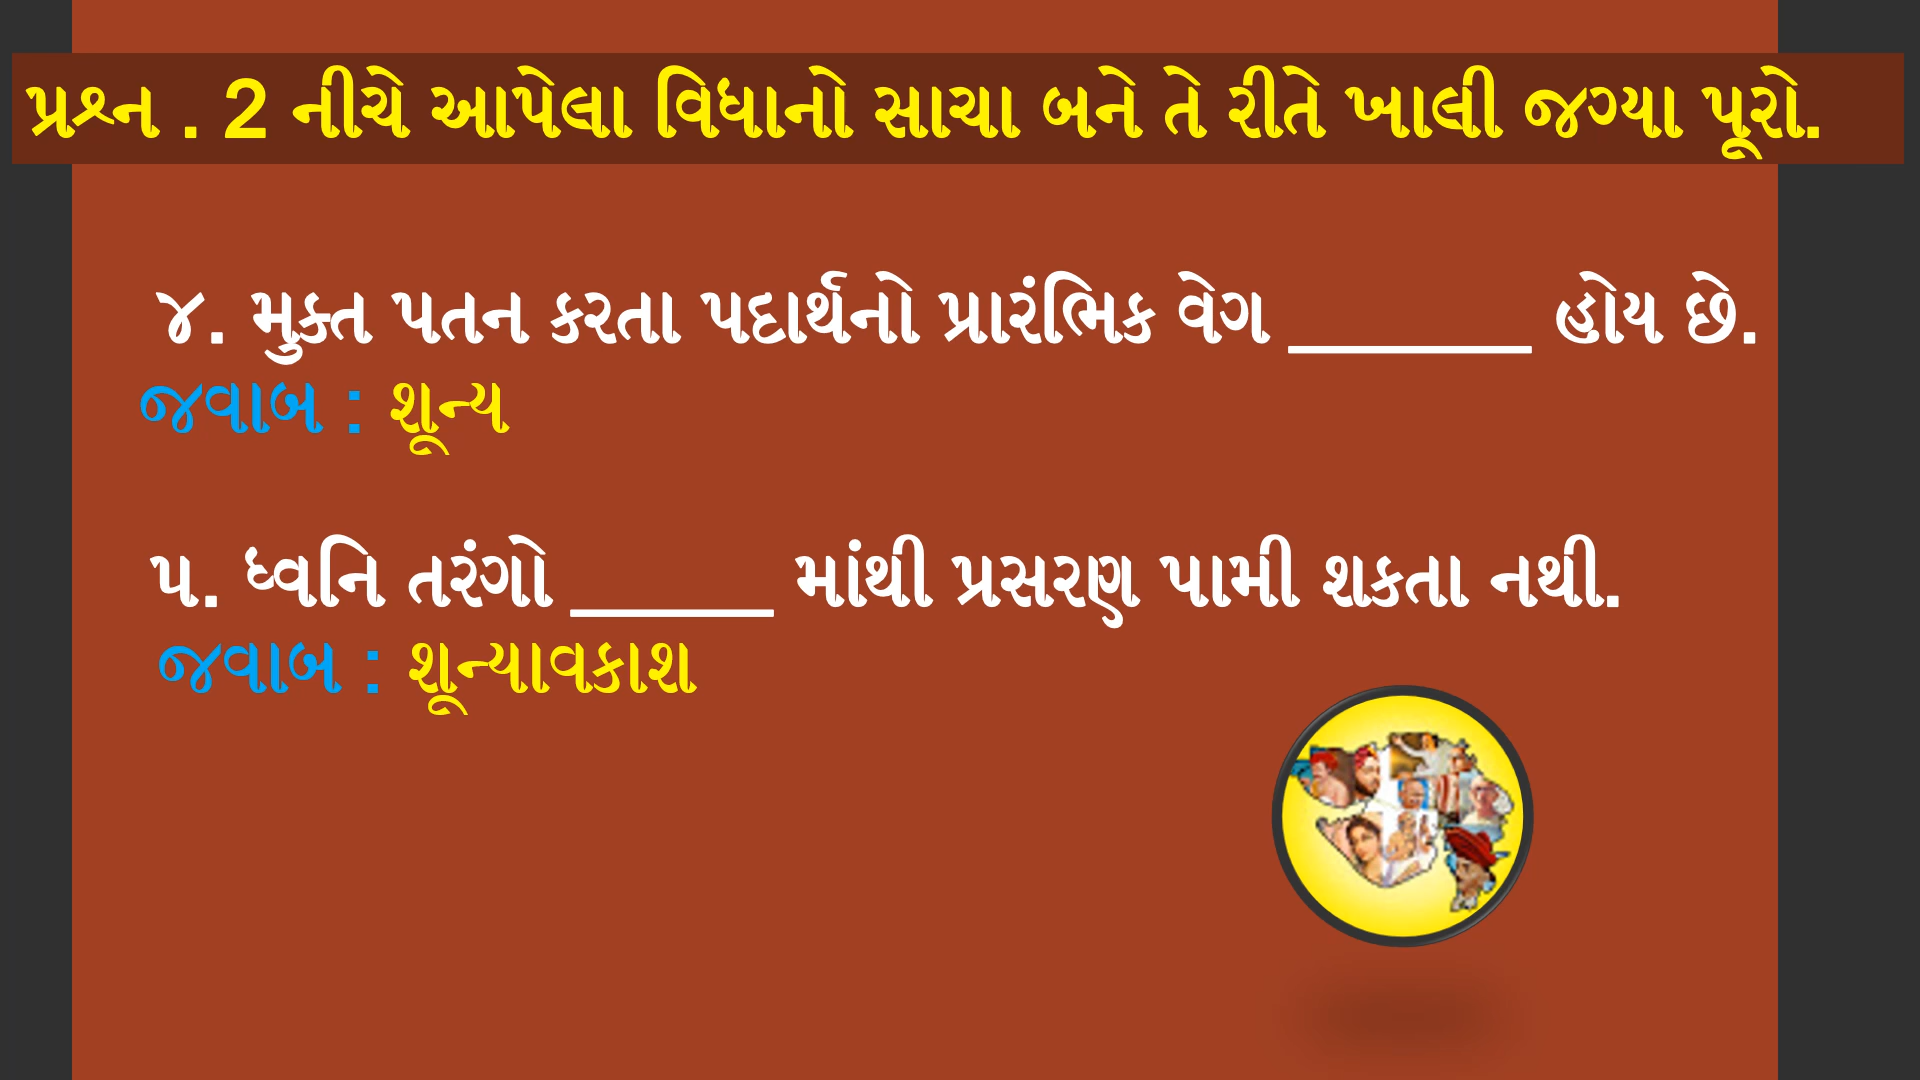 પ્રશ્ન . 2 નીચે આપેલા વિધાનો સાચા બને તે રીતે ખાલી જગ્યા પૂરો.
૪. મુક્ત પતન કરતા પદાર્થનો પ્રારંભિક વેગ ______ હોય છે.
જવાબ : શૂન્ય
૫. ધ્વનિ તરંગો _____ માંથી પ્રસરણ પામી શકતા નથી.
જવાબ : શૂન્યાવકાશ